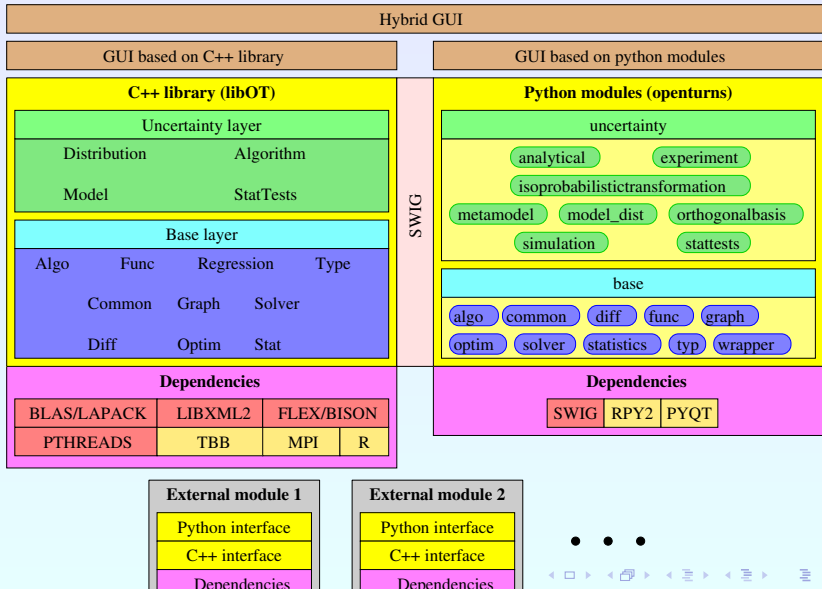 Hybrid GUI
GUI based on C++ library
GUI based on python modules
C++ library (libOT)
Uncertainty layer
Distribution Algorithm
Model StatTests
Base layer
Algo Func Regression Type
Common Graph Solver
Diff Optim Stat
Dependencies
BLAS/LAPACK LIBXML2 FLEX/BISON
PTHREADS TBB MPI R
SWIG
Python modules (openturns)
uncertainty
analytical experiment
isoprobabilistictransformation
metamodel model_dist orthogonalbasis
simulation stattests
base
algo common diff func graph
optim solver statistics typ wrapper
Dependencies
SWIG RPY2 PYQT
External module 1
Python interface
C++ interface
Dependencies
External module 2
Python interface
C++ interface
Dependencies
• • •